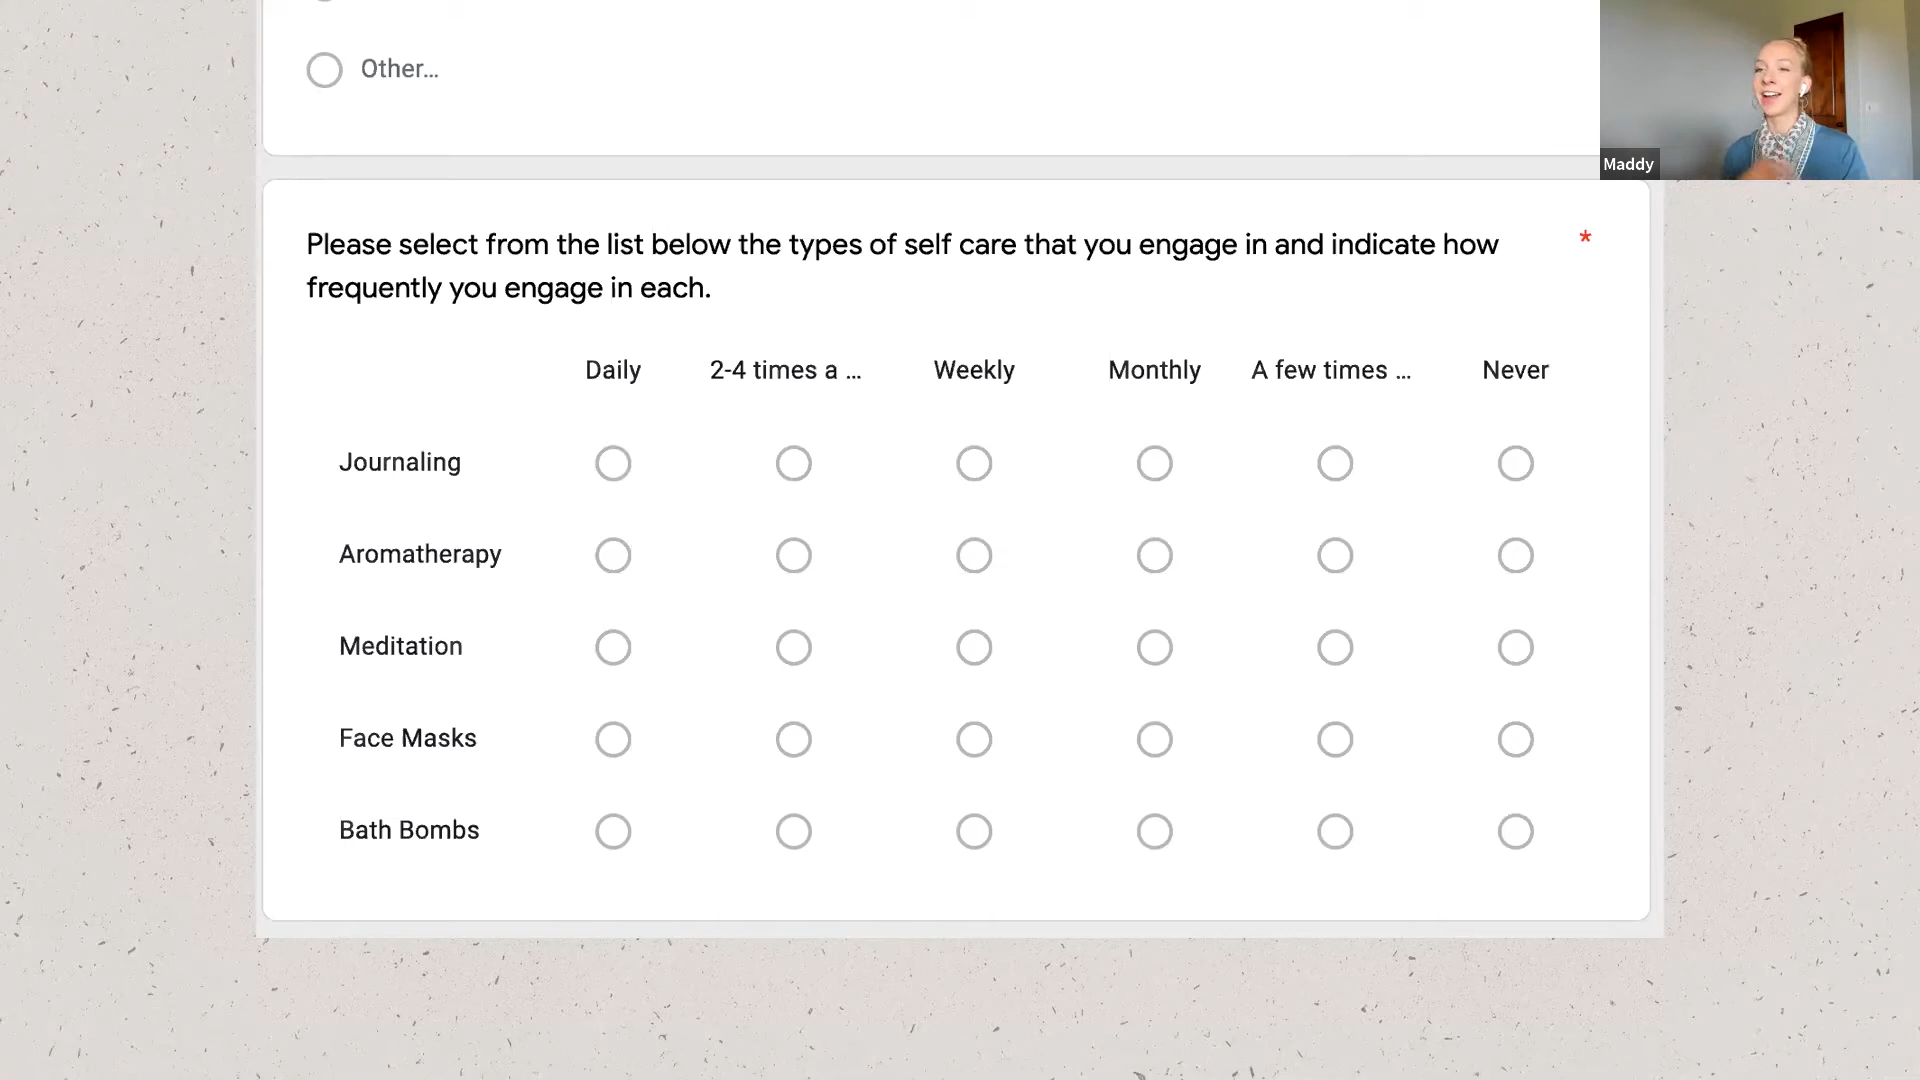 Other...
Maddy
Please select from the list below the types of self care that you engage in and indicate how *
frequently you engage in each.
Daily 2-4 times a ... Weekly Monthly A few times ... Never
Journaling
Aromatherapy
Meditation
Face Masks
Bath Bombs